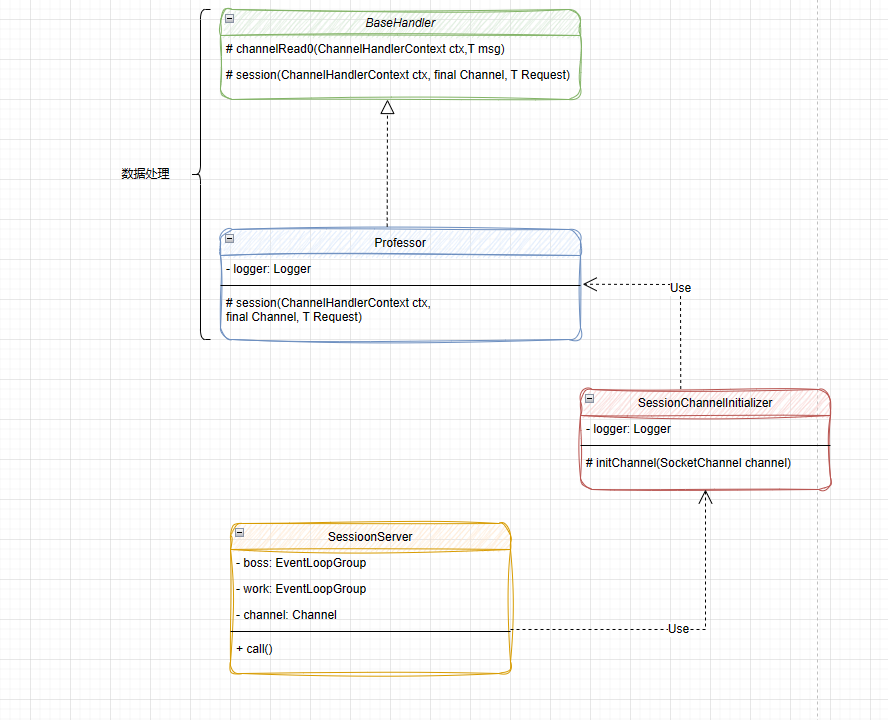 BaseHandler
# channelRead0(ChannelHandlerContext ctx,T msg)
# session(ChannelHandlerContext ctx, final Channel, T Request)
数据处理
Professor
- logger: Logger
# session(ChannelHandlerContext ctx,
final Channel, T Request)
Use
SessionChannelInitializer
- logger: Logger
# initChannel(SocketChannel channel)
SessioonServer
- boss: EventLoopGroup
- work: EventLoopGroup
- channel: Channel
+ call()
Use